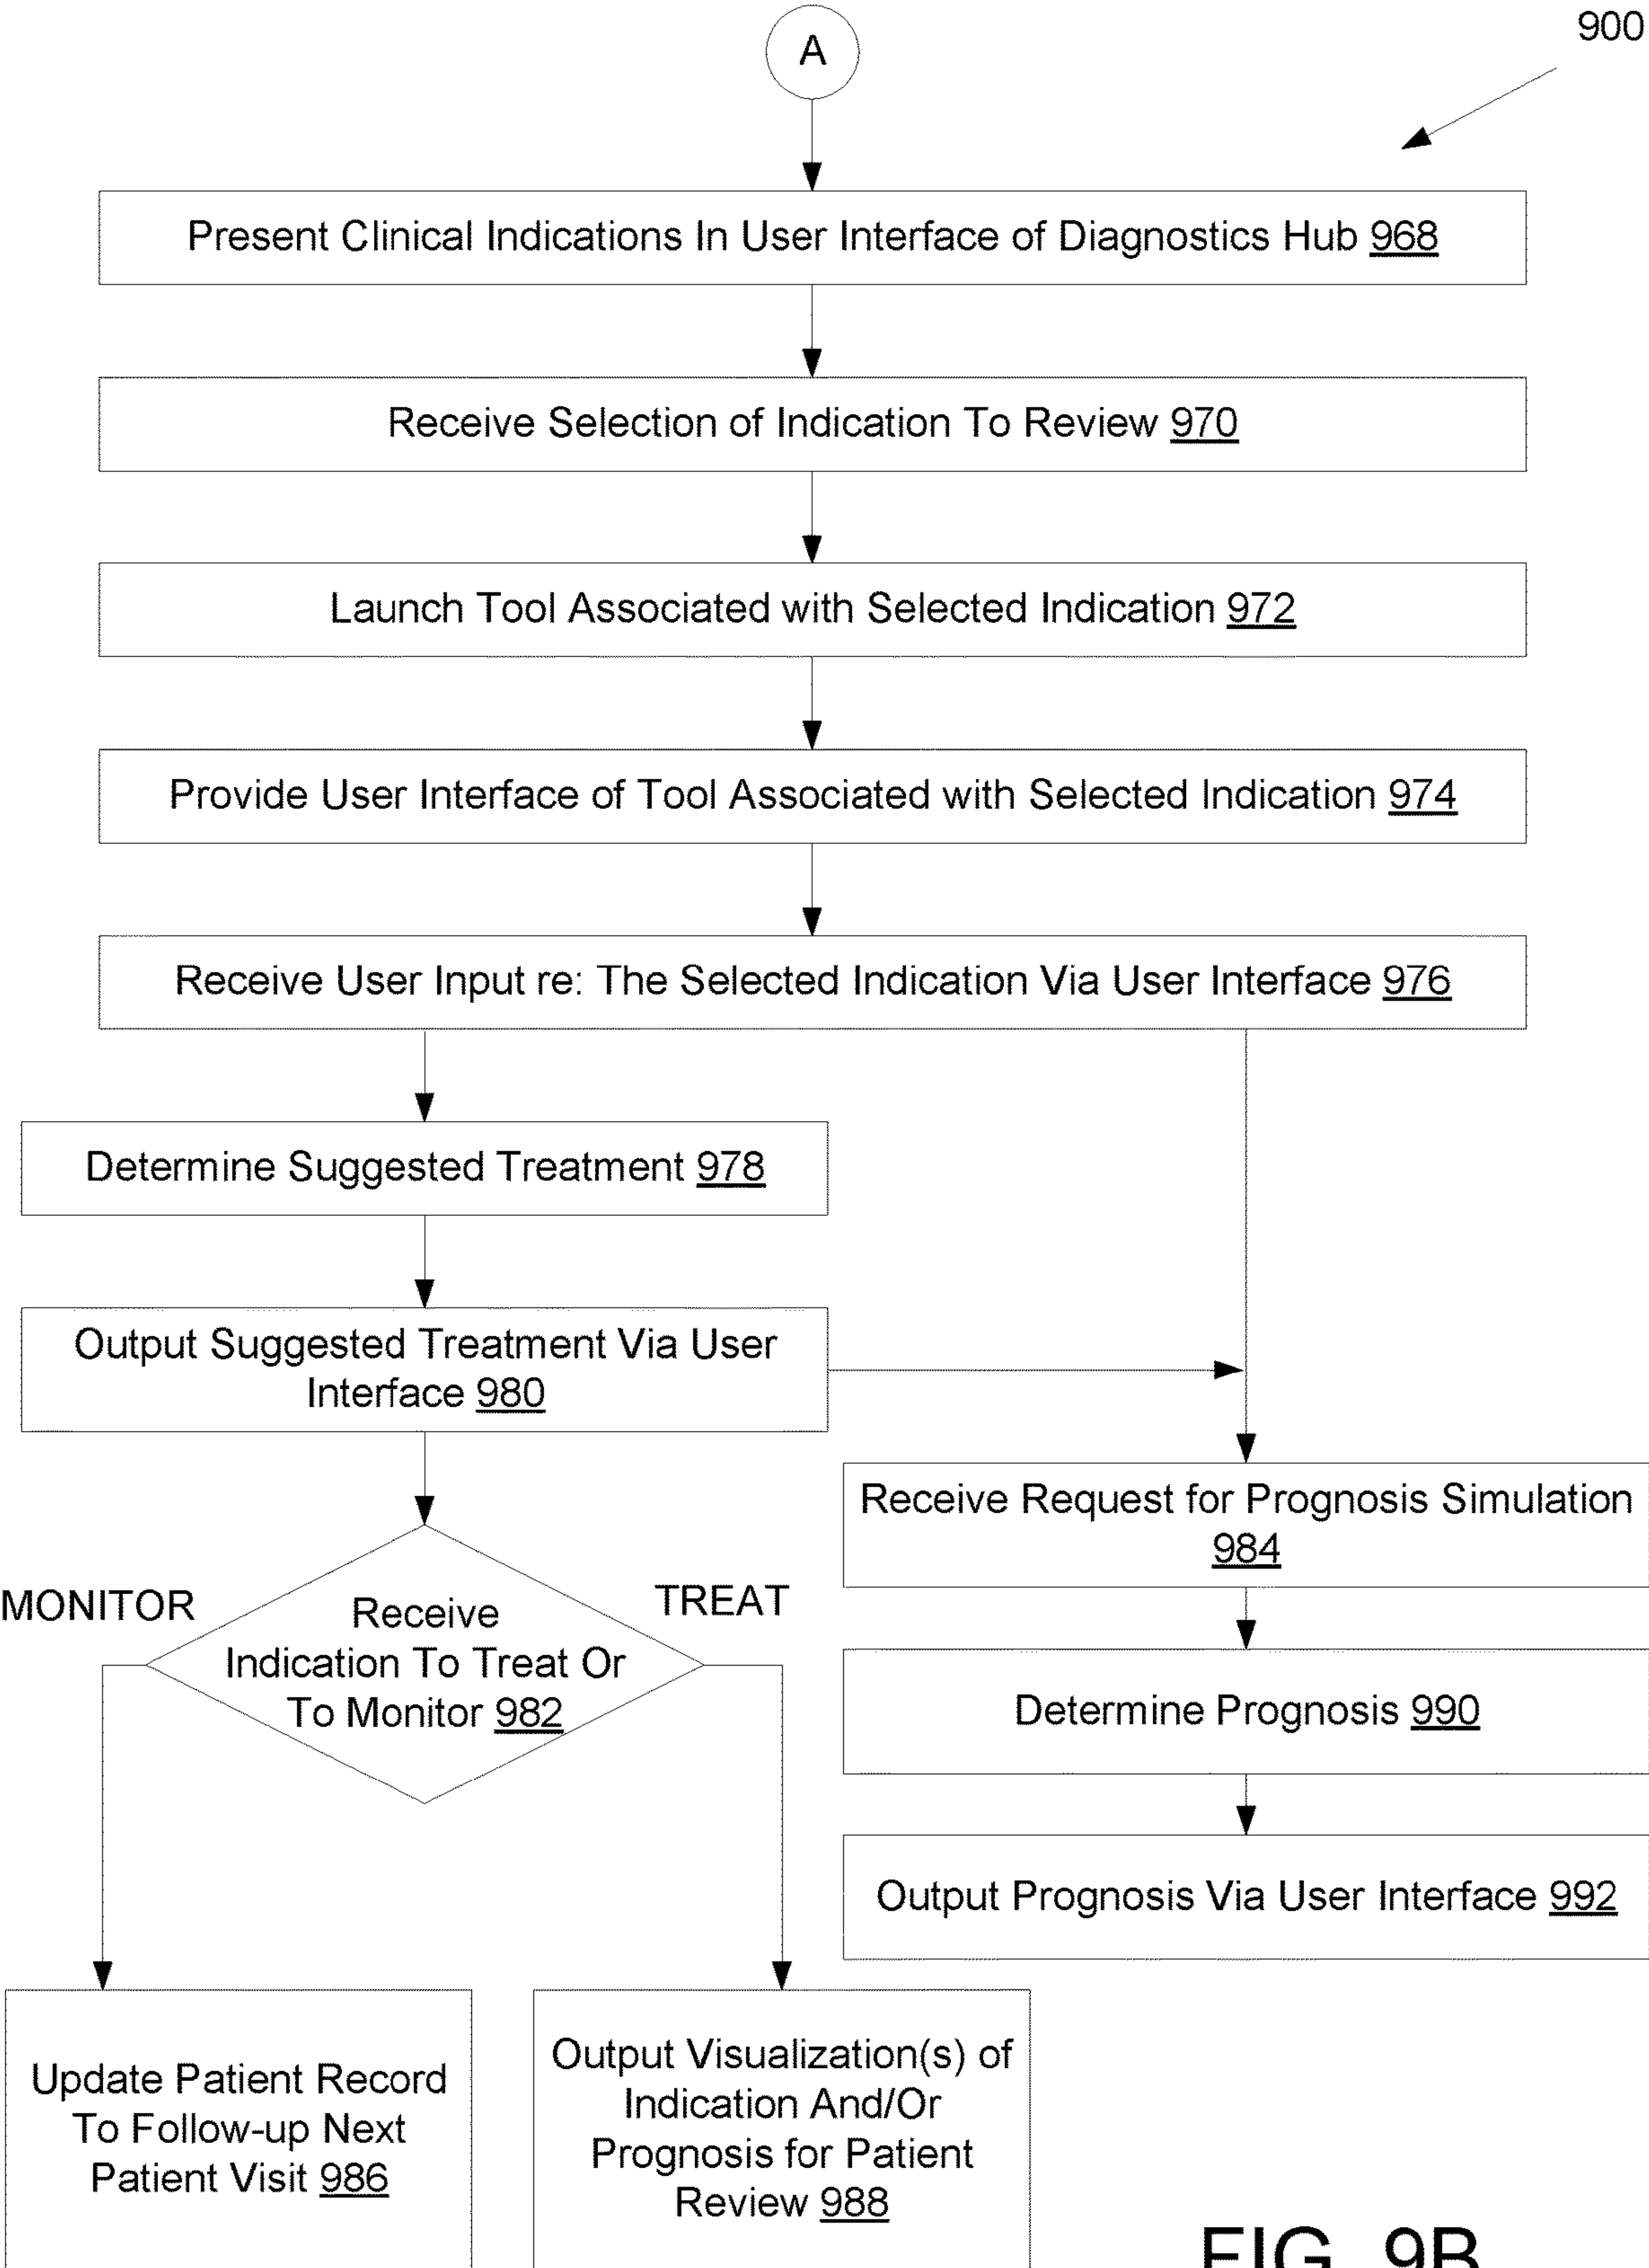 A
900
Present Clinical Indications In User Interface of Diagnostics Hub 968
Receive Selection of Indication To Review 970
Launch Tool Associated with Selected Indication 972
Provide User Interface of Tool Associated with Selected Indication 974
Receive User Input re: The Selected Indication Via User Interface 976
Determine Suggested Treatment 978
Output Suggested Treatment Via User
Interface 980
Receive Request for Prognosis Simulation
984
MONITOR
TREAT
Receive
Indication To Treat Or
To Monitor 982
Determine Prognosis 990
Output Prognosis Via User Interface 992
Update Patient Record
To Follow-up Next
Patient Visit 986
Output Visualization(s) of
Indication And/Or
Prognosis for Patient
Review 988
FIG. 9B